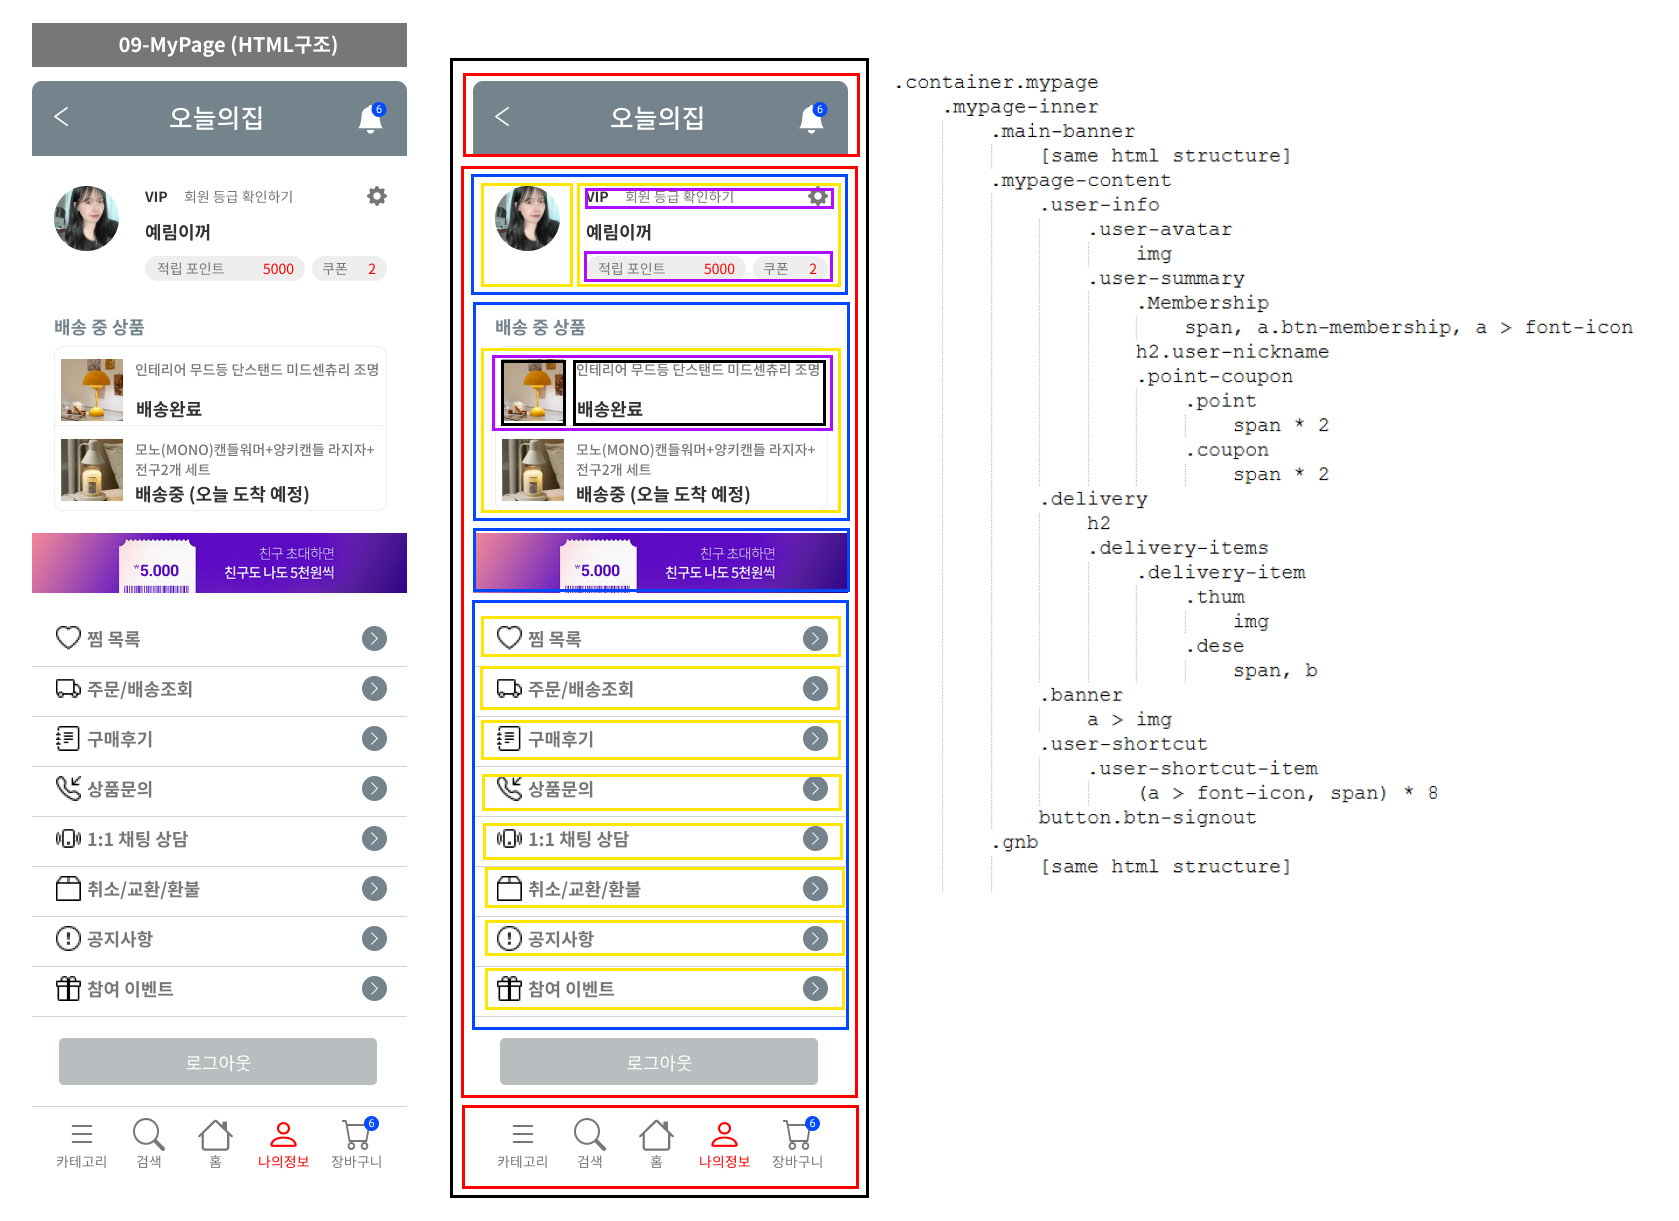 09-MyPage (HTML구조)
오늘의집
6
VIP 회원 등급 확인하기
예림이꺼
적립 포인트 5000 쿠폰 2
배송 중 상품
인테리어 무드등 단스탠드 미드센츄리 조명
배송완료
모노(MONO)캔들워머+양키캔들 라지자+
전구2개 세트
배송중 (오늘 도착 예정)
₩5.000
친구 초대하면
친구도 나도 5천원씩
찜 목록
주문/배송조회
구매후기
상품문의
1:1 채팅 상담
취소/교환/환불
공지사항
참여 이벤트
로그아웃
6
카테고리 검색 홈 나의정보 장바구니
오늘의집
6
VIP 회원 등급 확인하기
예림이꺼
적립 포인트 5000 쿠폰 2
배송 중 상품
인테리어 무드등 단스탠드 미드센츄리 조명
배송완료
모노(MONO)캔들워머+양키캔들 라지자+
전구2개 세트
배송중 (오늘 도착 예정)
₩5.000
친구 초대하면
친구도 나도 5천원씩
찜 목록
주문/배송조회
구매후기
상품문의
1:1 채팅 상담
취소/교환/환불
공지사항
참여 이벤트
로그아웃
6
카테고리 검색 홈 나의정보 장바구니
.container.mypage
.mypage-inner
.main-banner
[same html structure]
.mypage-content
.user-info
.user-avatar
img
.user-summary
.Membership
span, a.btn-membership, a > font-icon
h2.user-nickname
.point-coupon
.point
span * 2
.coupon
span * 2
.delivery
h2
.delivery-items
.delivery-item
.thum
img
.dese
span, b
.banner
a > img
.user-shortcut
.user-shortcut-item
(a > font-icon, span) * 8
button.btn-signout
.gnb
[same html structure]